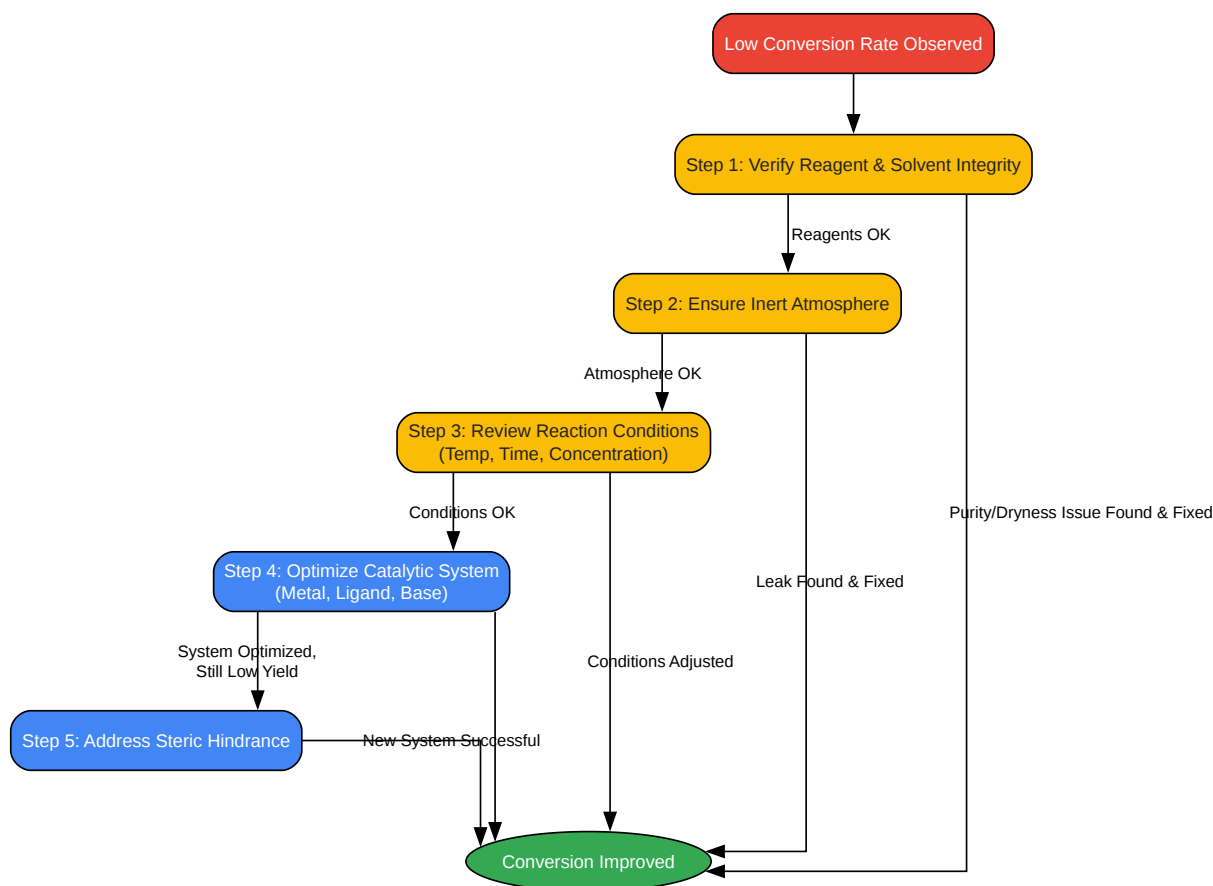 Low Conversion Rate Observed
Step 1: Verify Reagent & Solvent Integrity
Reagents OK
Step 2: Ensure Inert Atmosphere
Atmosphere OK
Step 3: Review Reaction Conditions
(Temp, Time, Concentration)
Conditions OK
Purity/Dryness Issue Found & Fixed
Step 4: Optimize Catalytic System
(Metal, Ligand, Base)
Leak Found & Fixed
System Optimized,
Still Low Yield
Conditions Adjusted
Step 5: Address Steric Hindrance
New System Successful
Conversion Improved